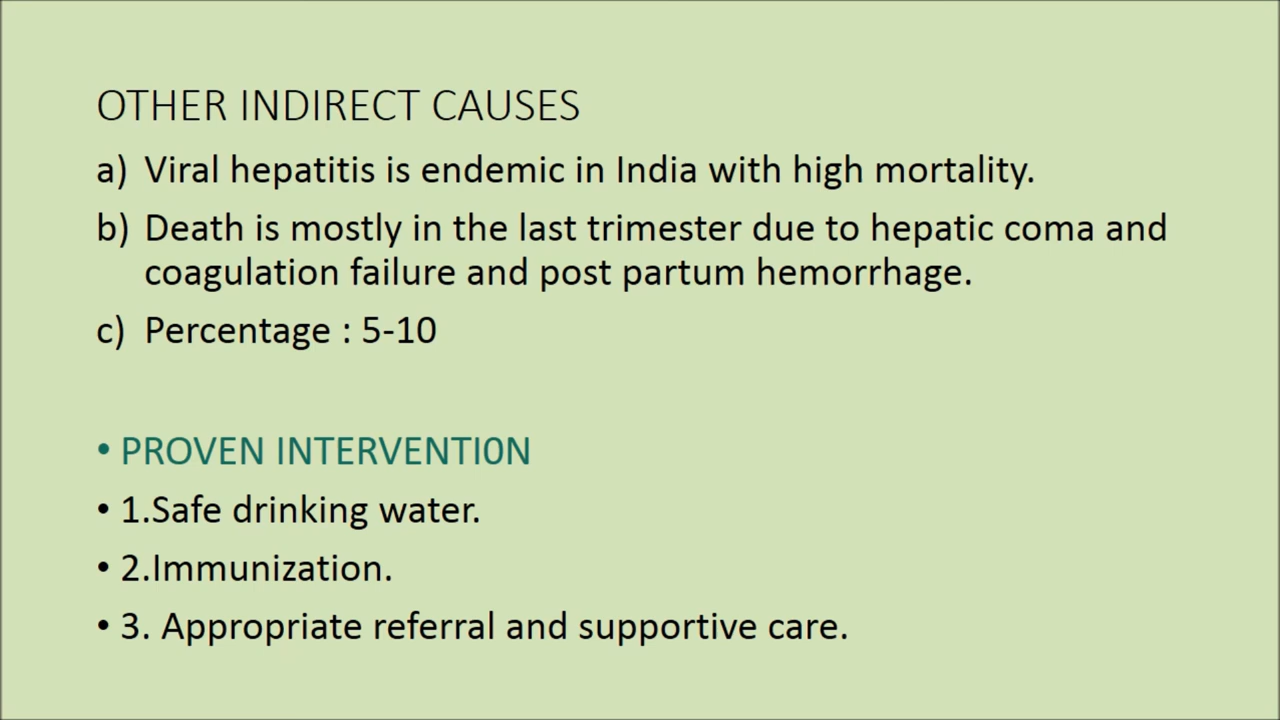 OTHER INDIRECT CAUSES
a) Viral hepatitis is endemic in India with high mortality.
b) Death is mostly in the last trimester due to hepatic coma and
coagulation failure and post partum hemorrhage.
c) Percentage : 5-10
• PROVEN INTERVENTI0N
• 1.Safe drinking water.
• 2.Immunization.
• 3. Appropriate referral and supportive care.